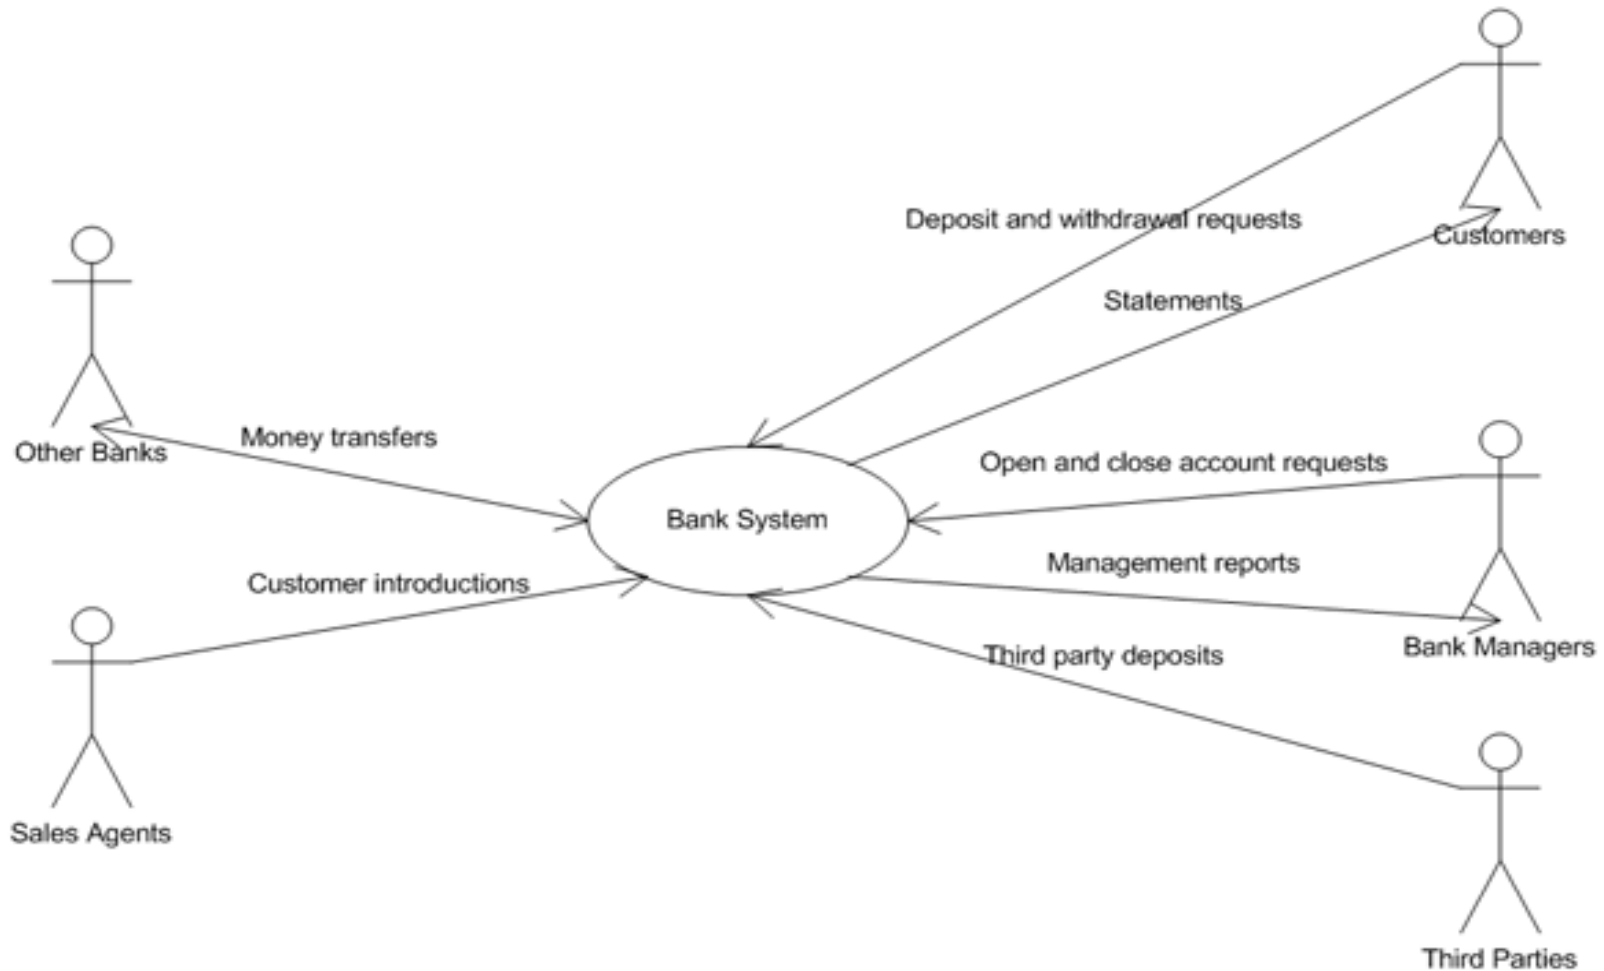 Deposit and withdrawal requests
Customers
Statements
Other Banks
Money transfers
Open and close account requests
Bank System
Management reports
Customer introductions
Bank Managers
Third party deposits
Sales Agents
Third Parties